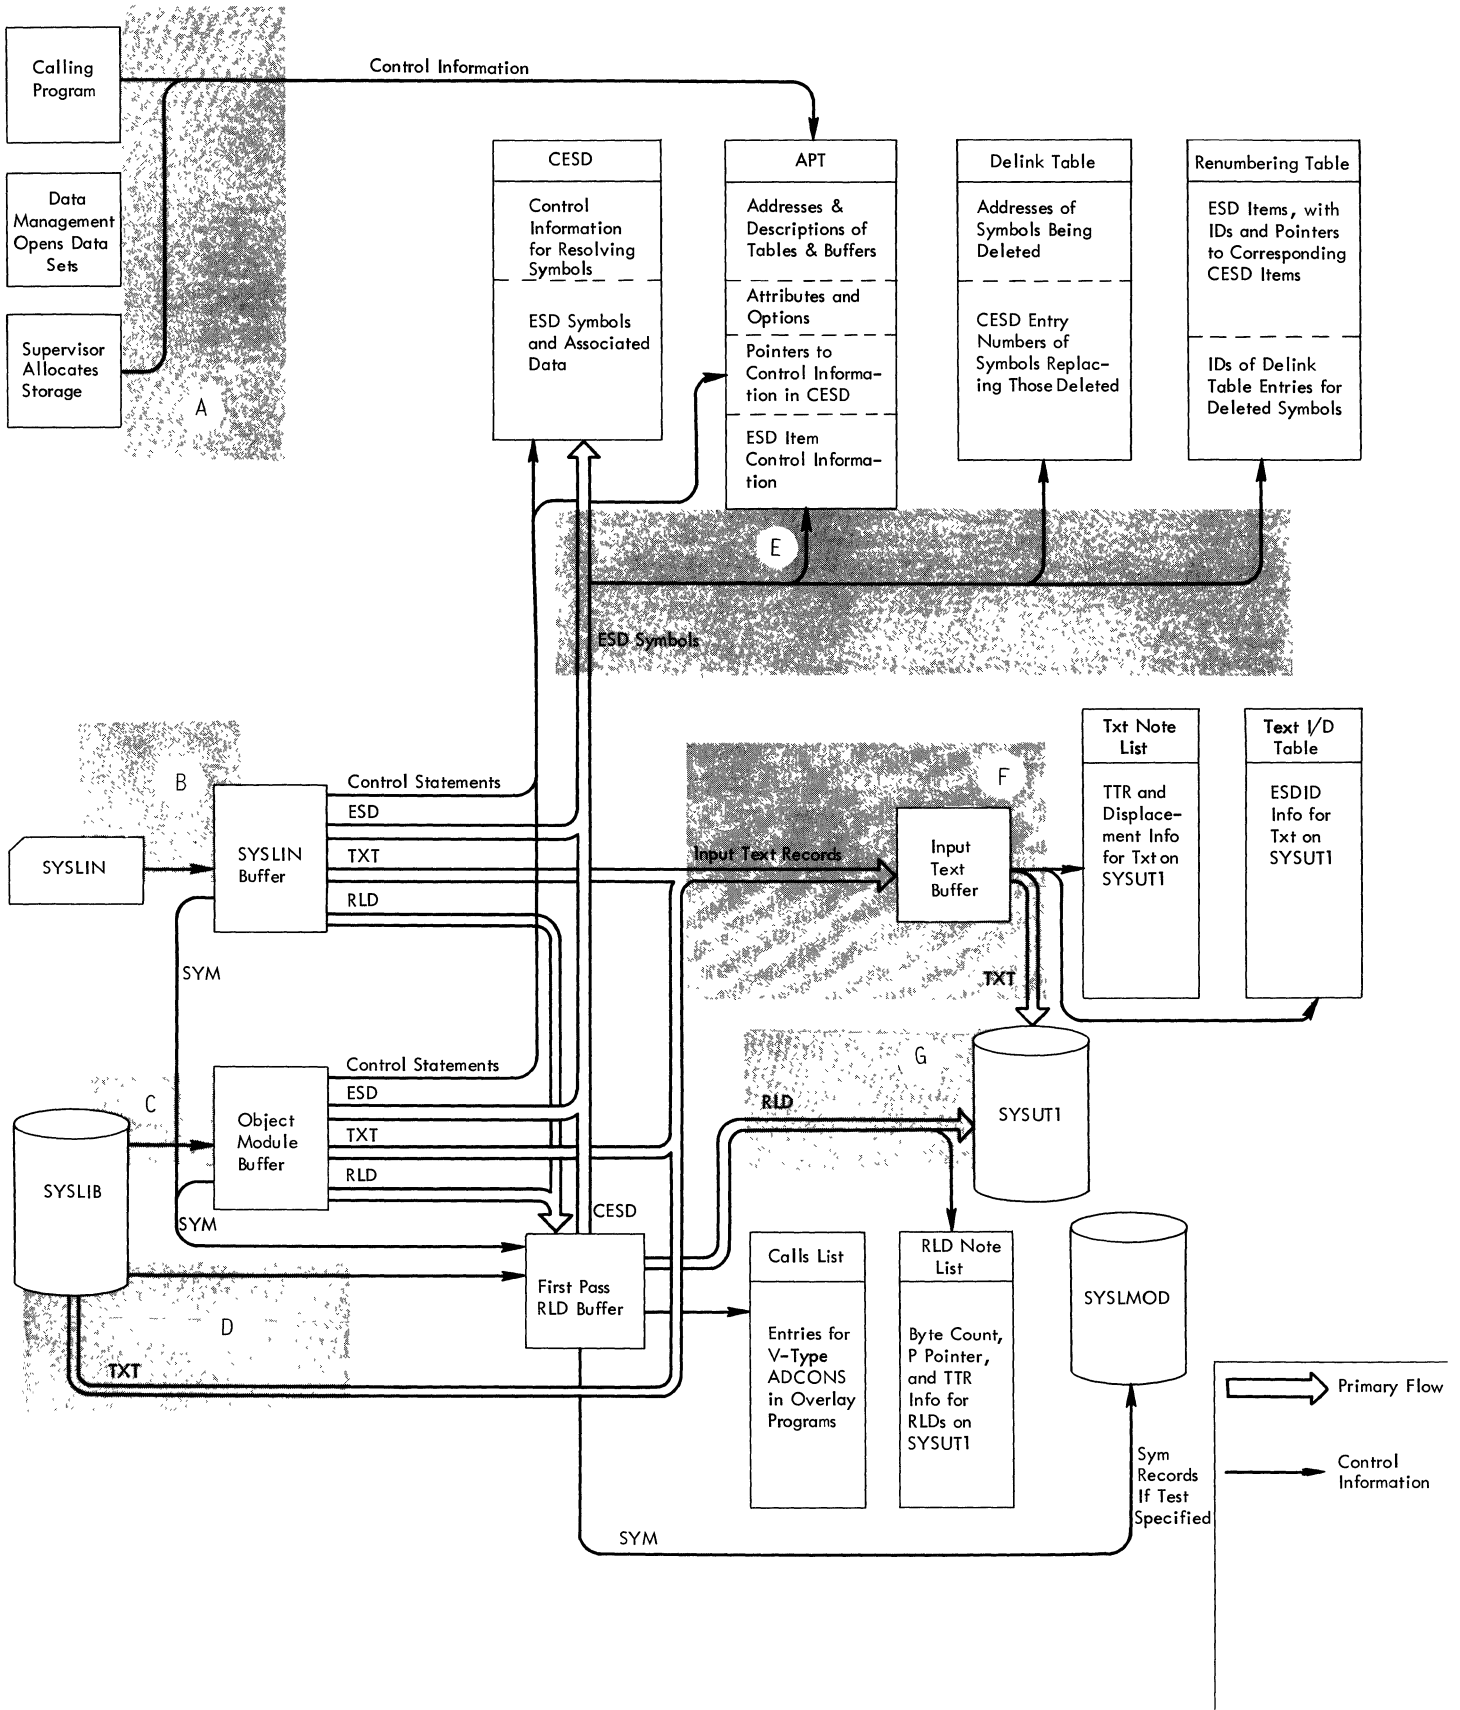 Calling
Program
Control Information
Data
Management
Opens Data
Sets
Supervisor
Allocates
Storage
A
CESD
Control
Information
for Resolving
Symbols
ESD Symbols
and Associated
Data
APT
Addresses &
Descriptions of
Tables & Buffers
Attributes and
Options
Pointers to
Control Informa-
tion in CESD
ESD Item
Control Informa-
tion
Delink Table
Addresses of
Symbols Being
Deleted
CESD Entry
Numbers of
Symbols Replac-
ing Those Deleted
Renumbering Table
ESD Items, with
IDs and Pointers
to Corresponding
CESD Items
IDs of Delink
Table Entries for
Deleted Symbols
E
ESD Symbols
B
SYSLIN
SYSLIN
Buffer
Control Statements
ESD
TXT
RLD
SYM
Input Text Records
F
Input
Text
Buffer
TXT
Txt Note
List
TTR and
Displace-
ment Info
for Txt on
SYSUT1
Text I/D
Table
ESDID
Info for
Txt on
SYSUT1
C
SYSLIB
Object
Module
Buffer
Control Statements
ESD
TXT
RLD
SYM
G
RLD
SYSUT1
CESD
First Pass
RLD Buffer
D
TXT
Calls List
Entries for
V-Type
ADCONS
in Overlay
Programs
RLD Note
List
Byte Count,
P Pointer,
and TTR
Info for
RLDs on
SYSUT1
SYSLMOD
Sym
Records
If Test
Specified
SYM
Primary Flow
Control
Information